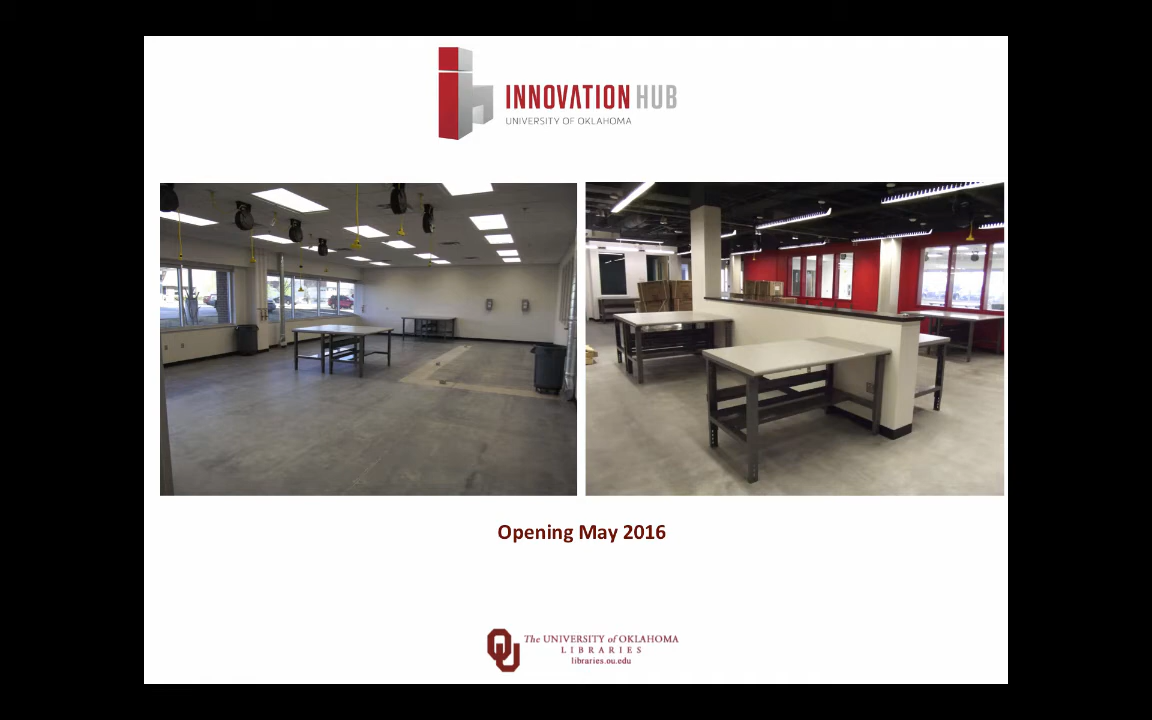 INNOVATION HUB
UNIVERSITY OF OKLAHOMA
Opening May 2016
The UNIVERSITY of OKLAHOMA
LIBRARIES
libraries.ou.edu